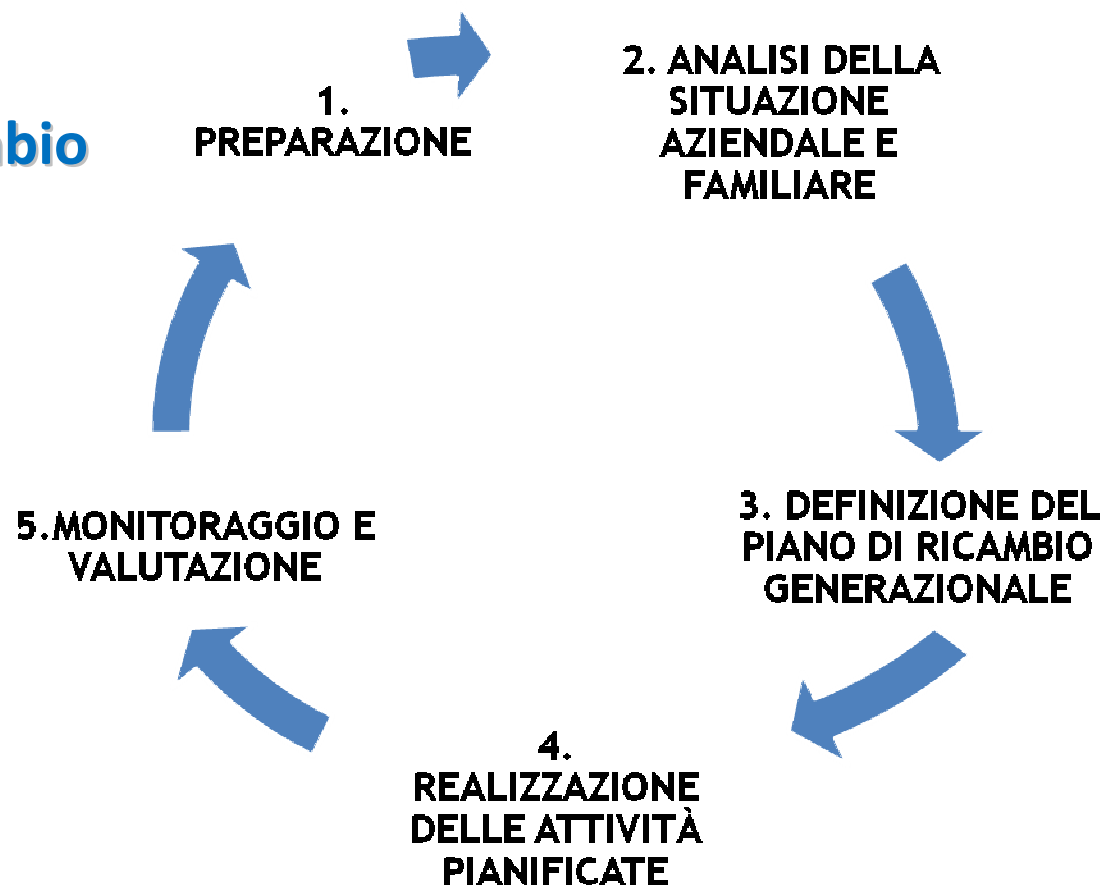 1.
PREPARAZIONE
2. ANALISI DELLA
SITUAZIONE
AZIENDALE E
FAMILIARE
3. DEFINIZIONE DEL
PIANO DI RICAMBIO
GENERAZIONALE
4.
REALIZZAZIONE
DELLE ATTIVITÀ
PIANIFICATE
5.MONITORAGGIO E
VALUTAZIONE